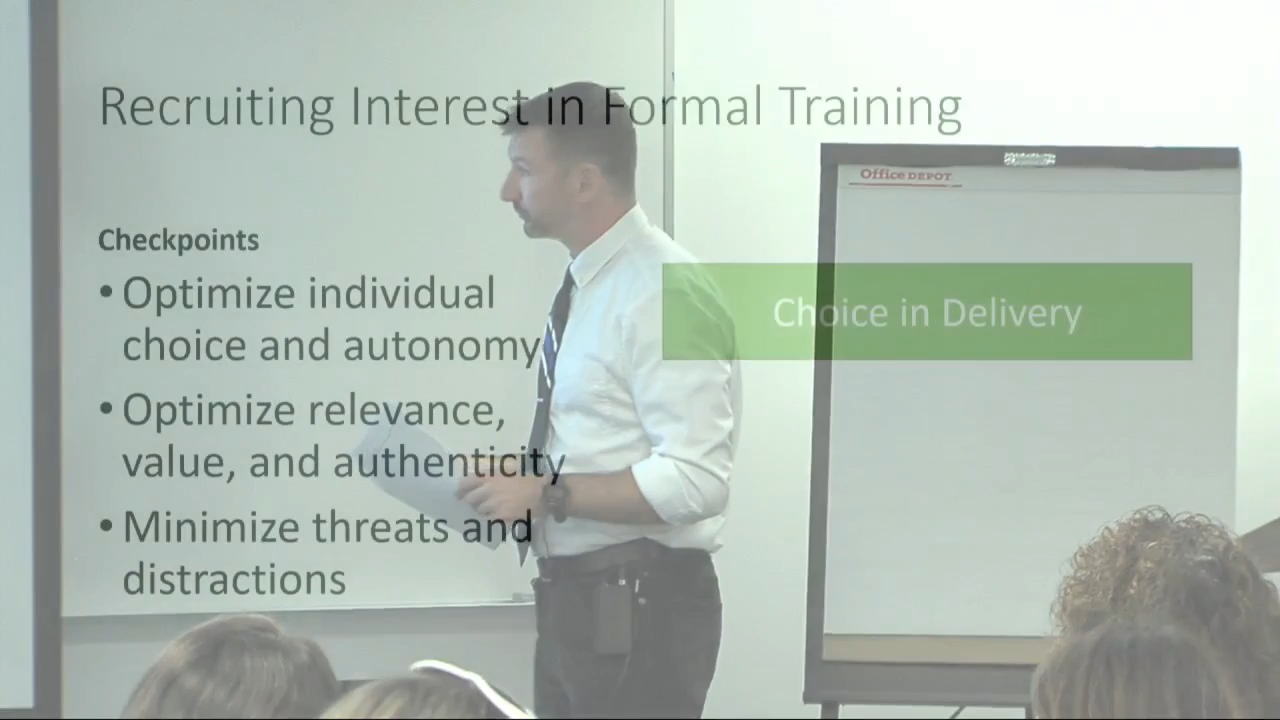 Recruiting Interest in Formal Training
Office DEPOT
Checkpoints
• Optimize individual
choice and autonomy
Choice in Delivery
• Optimize relevance,
value, and authenticity
• Minimize threats and
distractions